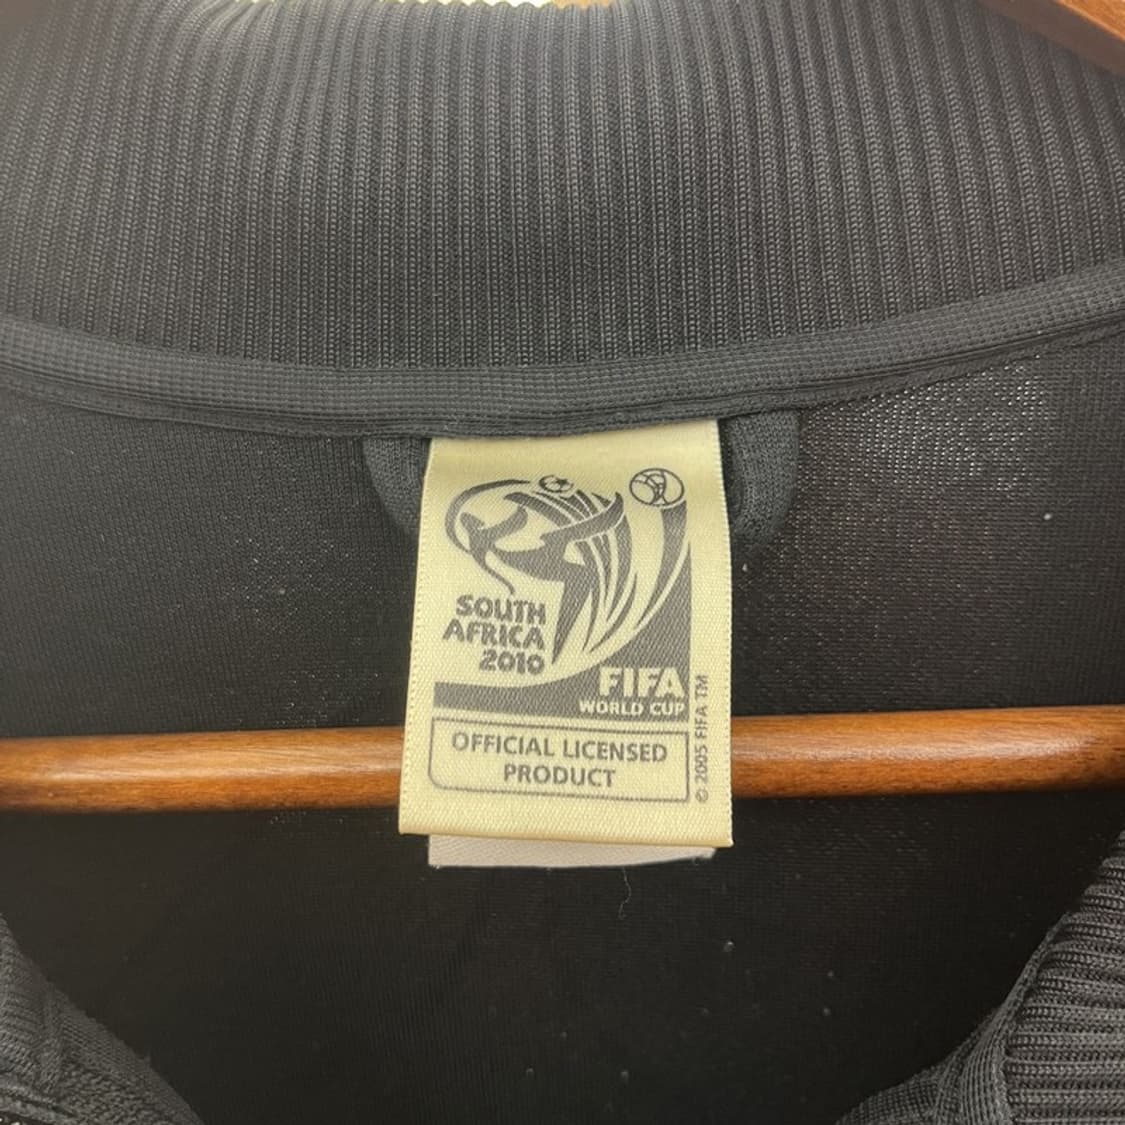 SOUTH
AFRICA
2010
FIFA
WORLD CUP
OFFICIAL LICENSED
PRODUCT
© 2005 FIFA TM